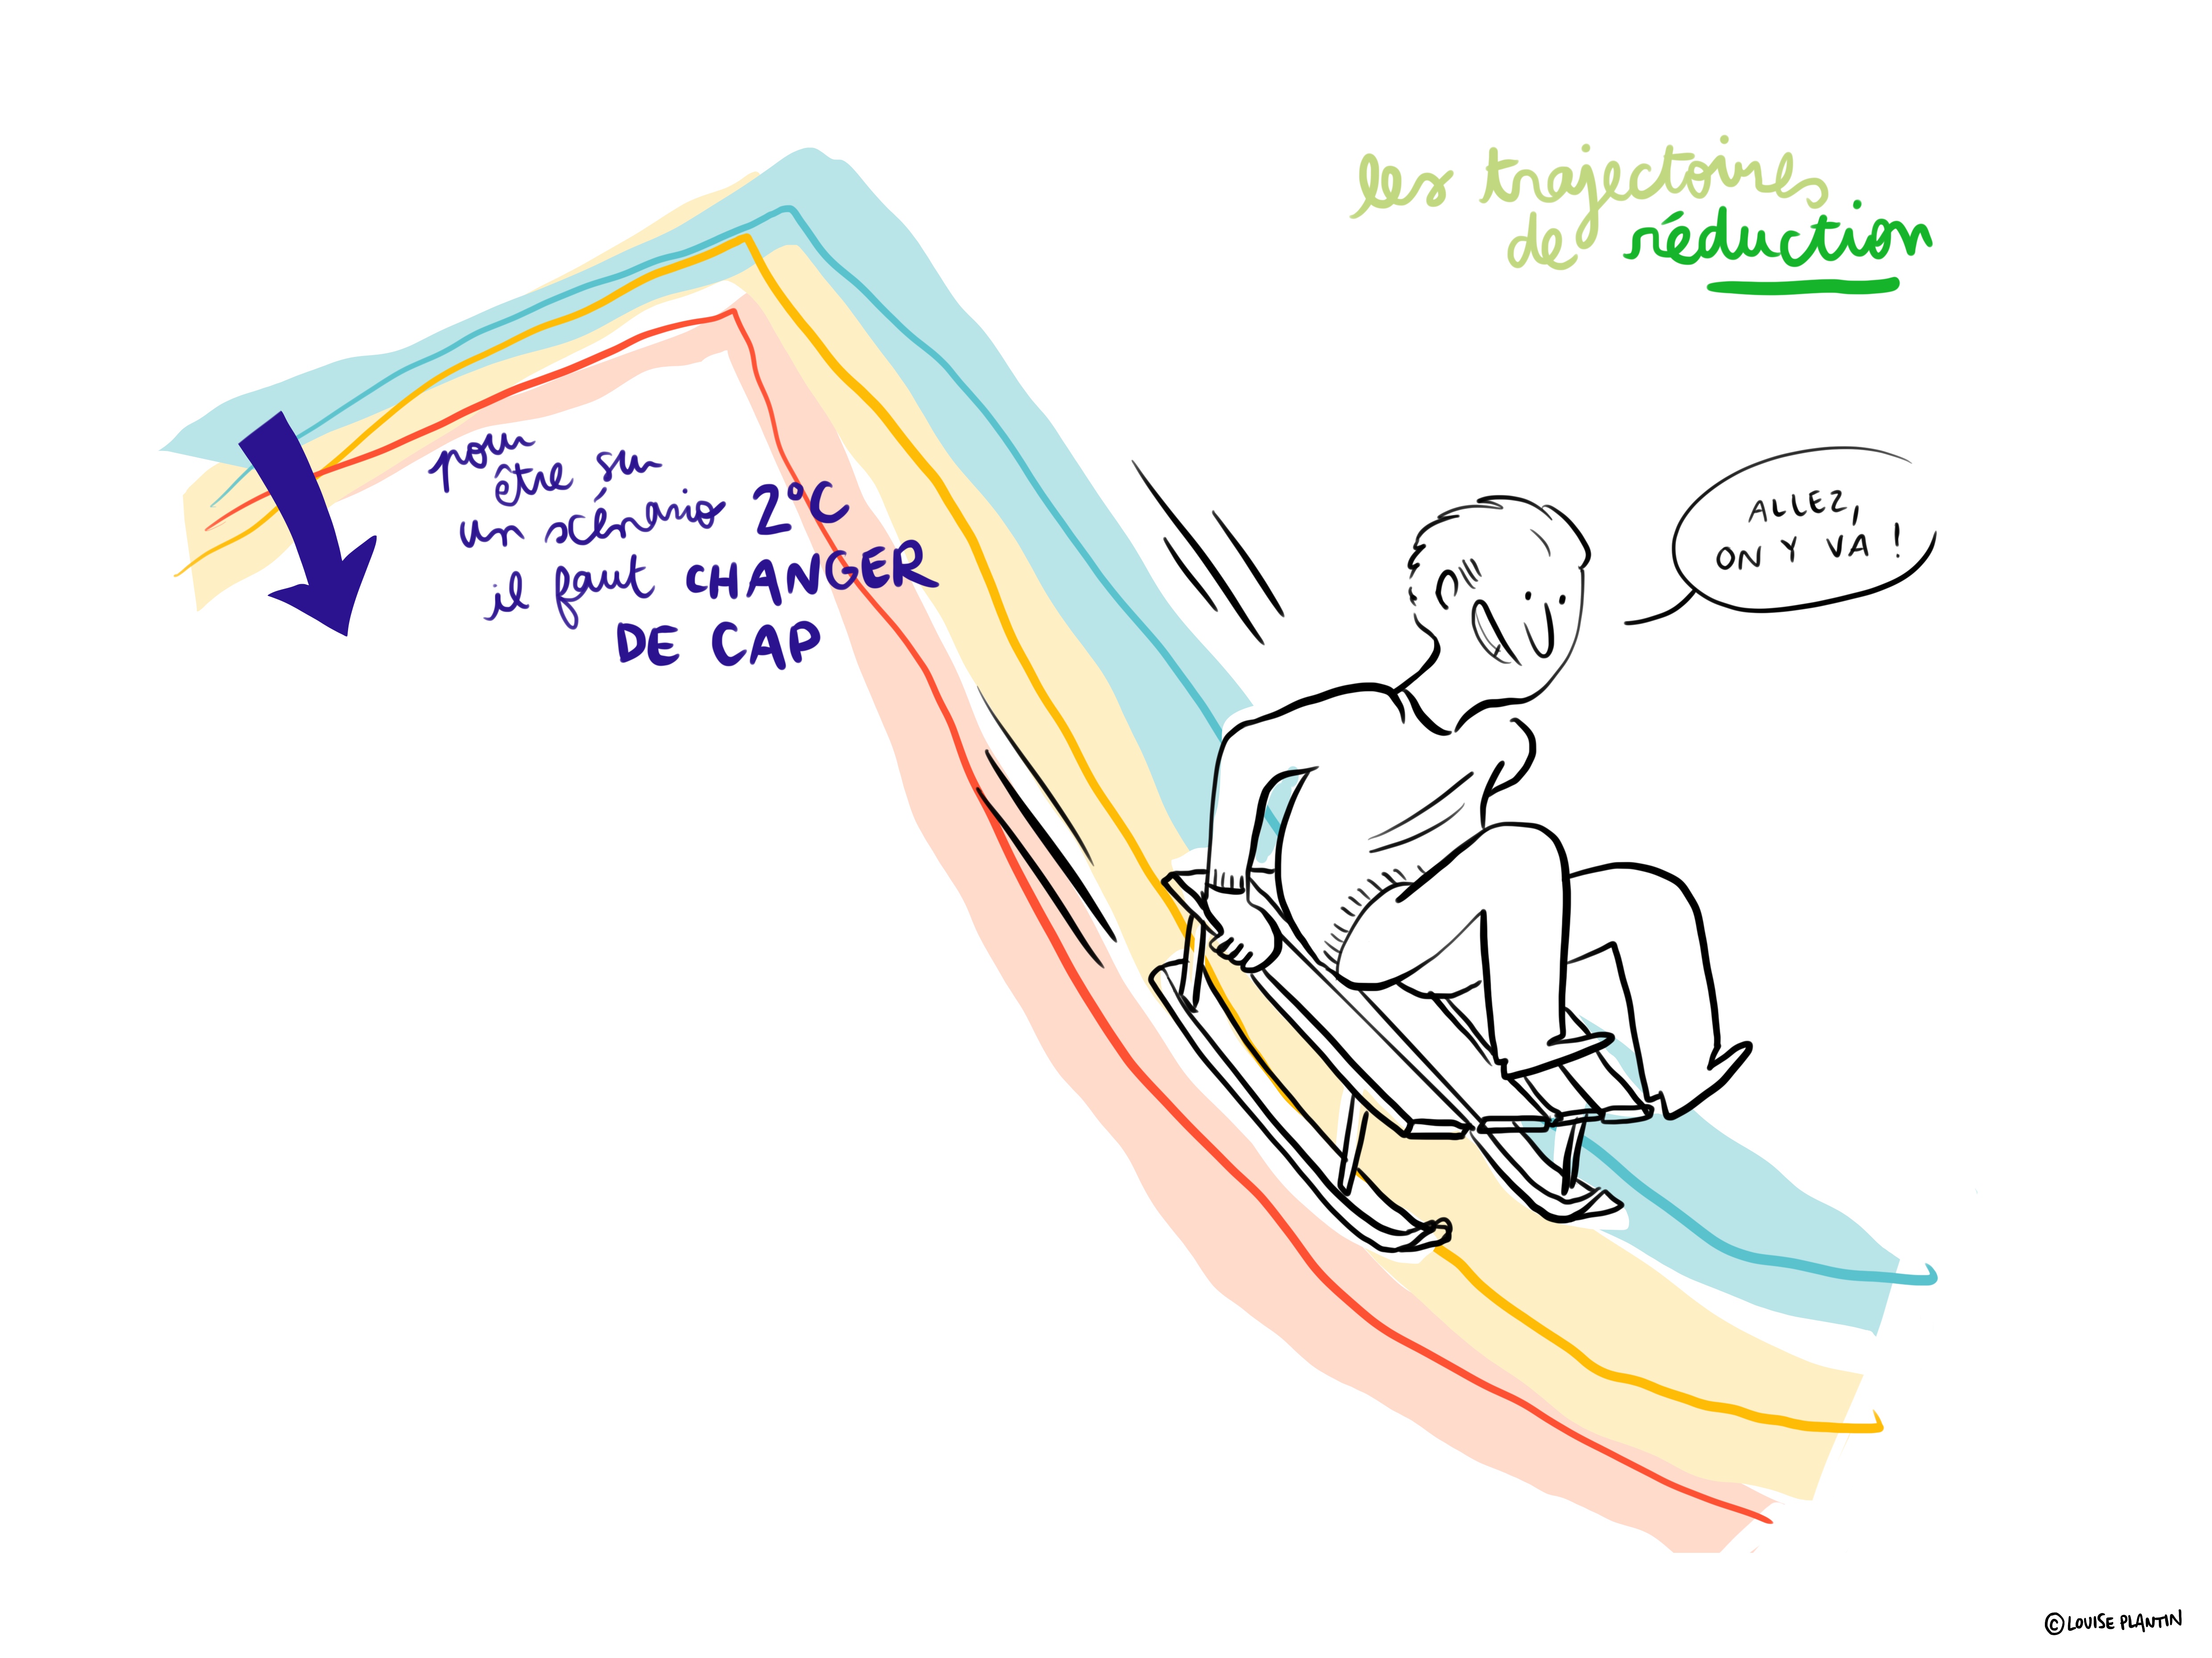 les trajectoires
de réduction
pour
être sur
un scénario 2°C
il faut CHANGER
DE CAP
ALLEZ,
ON Y VA !
© LOUISE PLANTIN